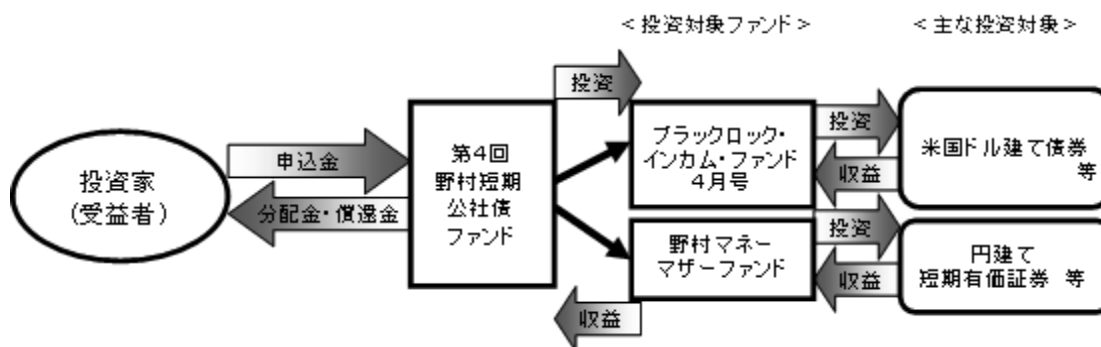 ＜投資対象ファンド＞
＜主な投資対象＞
投資家
（受益者）
申込金
分配金・償還金
第４回
野村短期
公社債
ファンド
投資
収益
ブラックロック・
インカム・ファンド
４月号
野村マネー
マザーファンド
投資
収益
投資
収益
米国ドル建て債券
等
円建て
短期有価証券　等